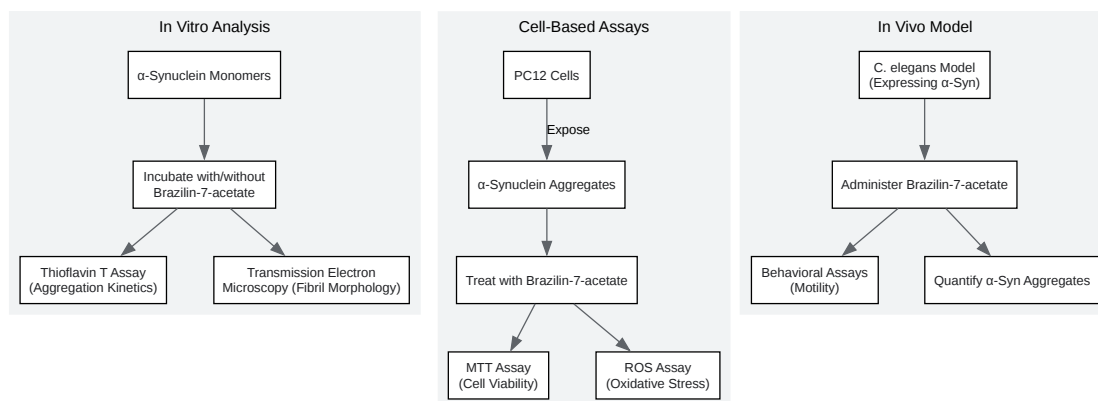 In Vitro Analysis
α-Synuclein Monomers
Incubate with/without
Brazilin-7-acetate
Thioflavin T Assay
(Aggregation Kinetics)
Transmission Electron
Microscopy (Fibril Morphology)
Cell-Based Assays
PC12 Cells
Expose
α-Synuclein Aggregates
Treat with Brazilin-7-acetate
MTT Assay
(Cell Viability)
ROS Assay
(Oxidative Stress)
In Vivo Model
C. elegans Model
(Expressing α-Syn)
Administer Brazilin-7-acetate
Behavioral Assays
(Motility)
Quantify α-Syn Aggregates